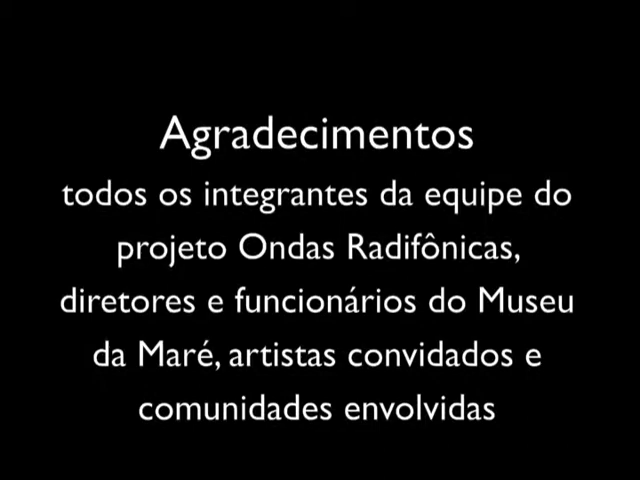 Agradecimentos
todos os integrantes da equipe do
projeto Ondas Radifônicas,
diretores e funcionários do Museu
da Maré, artistas convidados e
comunidades envolvidas